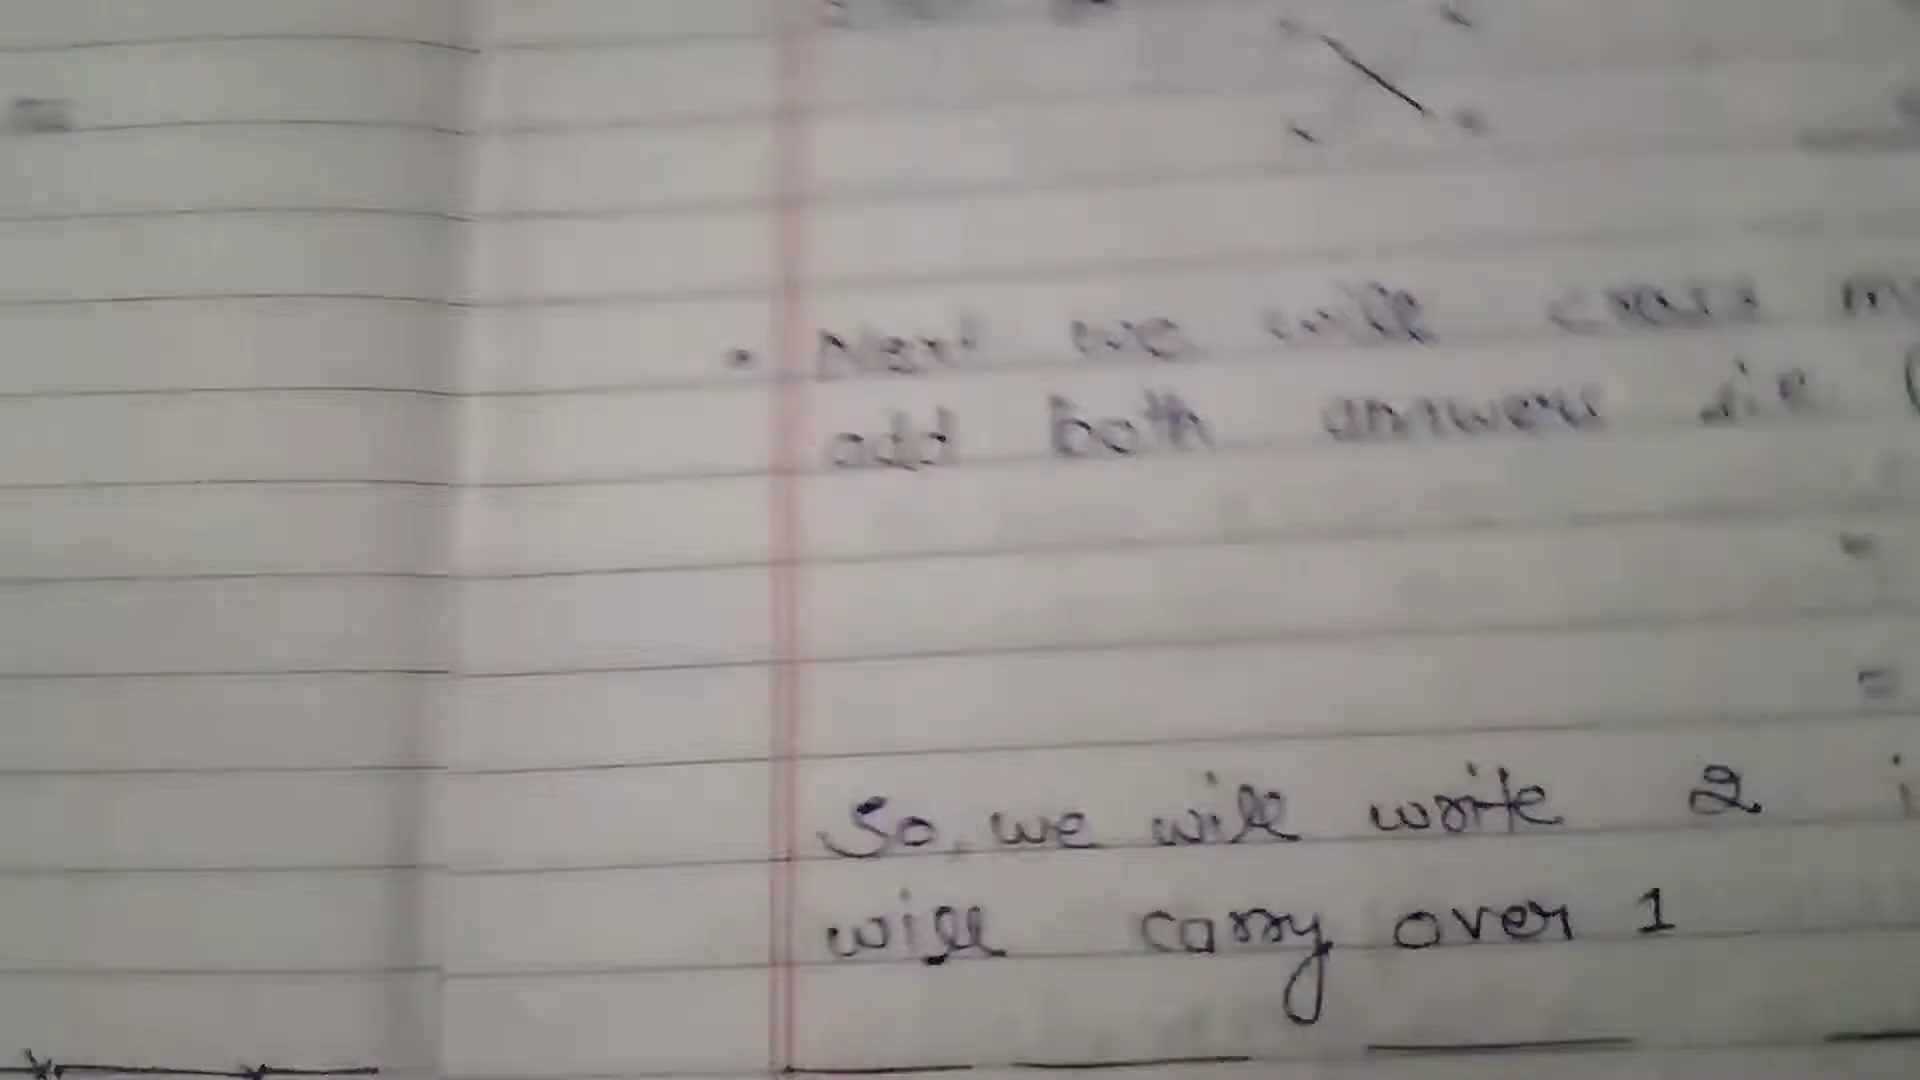 • Next we will cross
add both answers i.e (
=
=
So, we will write 2
will carry over 1